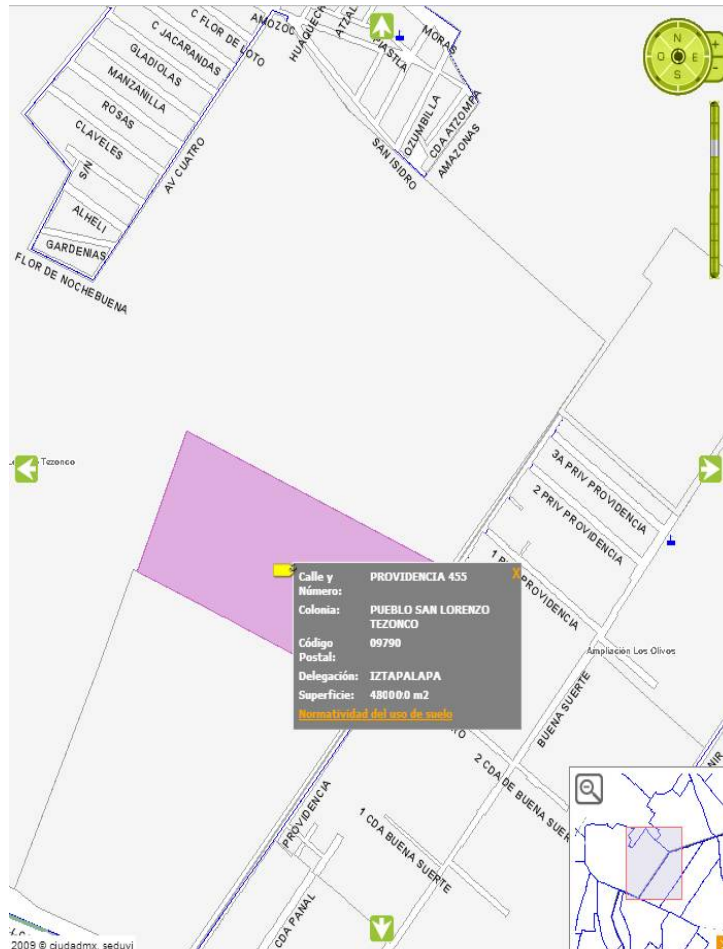 AMOZOC
HUAQUECH
ATZAL
PIASTLA
MORAS
C FLOR DE LOTO
C JACARANDAS
GLADIOLAS
MANZANILLA
ROSAS
CLAVELES
S/N
ALHELI
GARDENIAS
FLOR DE NOCHEBUENA
AV CUATRO
SAN ISIDRO
OZUMBILLA
CDA ATZOMPA
AMAZONAS
N
O
E
S
+
-
Tezonco
3A PRIV PROVIDENCIA
2 PRIV PROVIDENCIA
1 PROVIDENCIA
Calle y Número: PROVIDENCIA 455
Colonia: PUEBLO SAN LORENZO TEZONCO
Código Postal: 09790
Delegación: IZTAPALAPA
Superficie: 48000:0 m2
Normatividad del uso de suelo
X
Ampliación Los Olivos
BUENA SUERTE
2 CDA DE BUENA SUER
1 CDA BUENA SUERTE
PROVIDENCIA
CDA PANAL
2009 © ciudadmx, seduvi